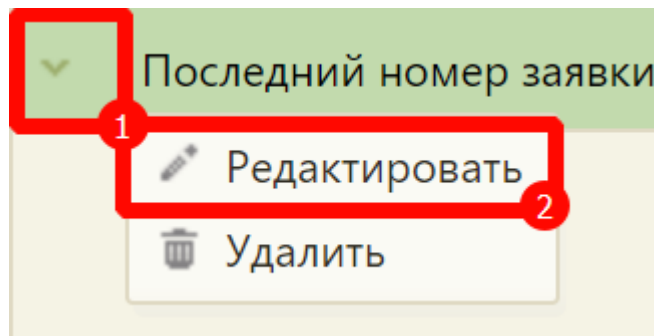 Последний номер заявки
1
Редактировать
2
Удалить